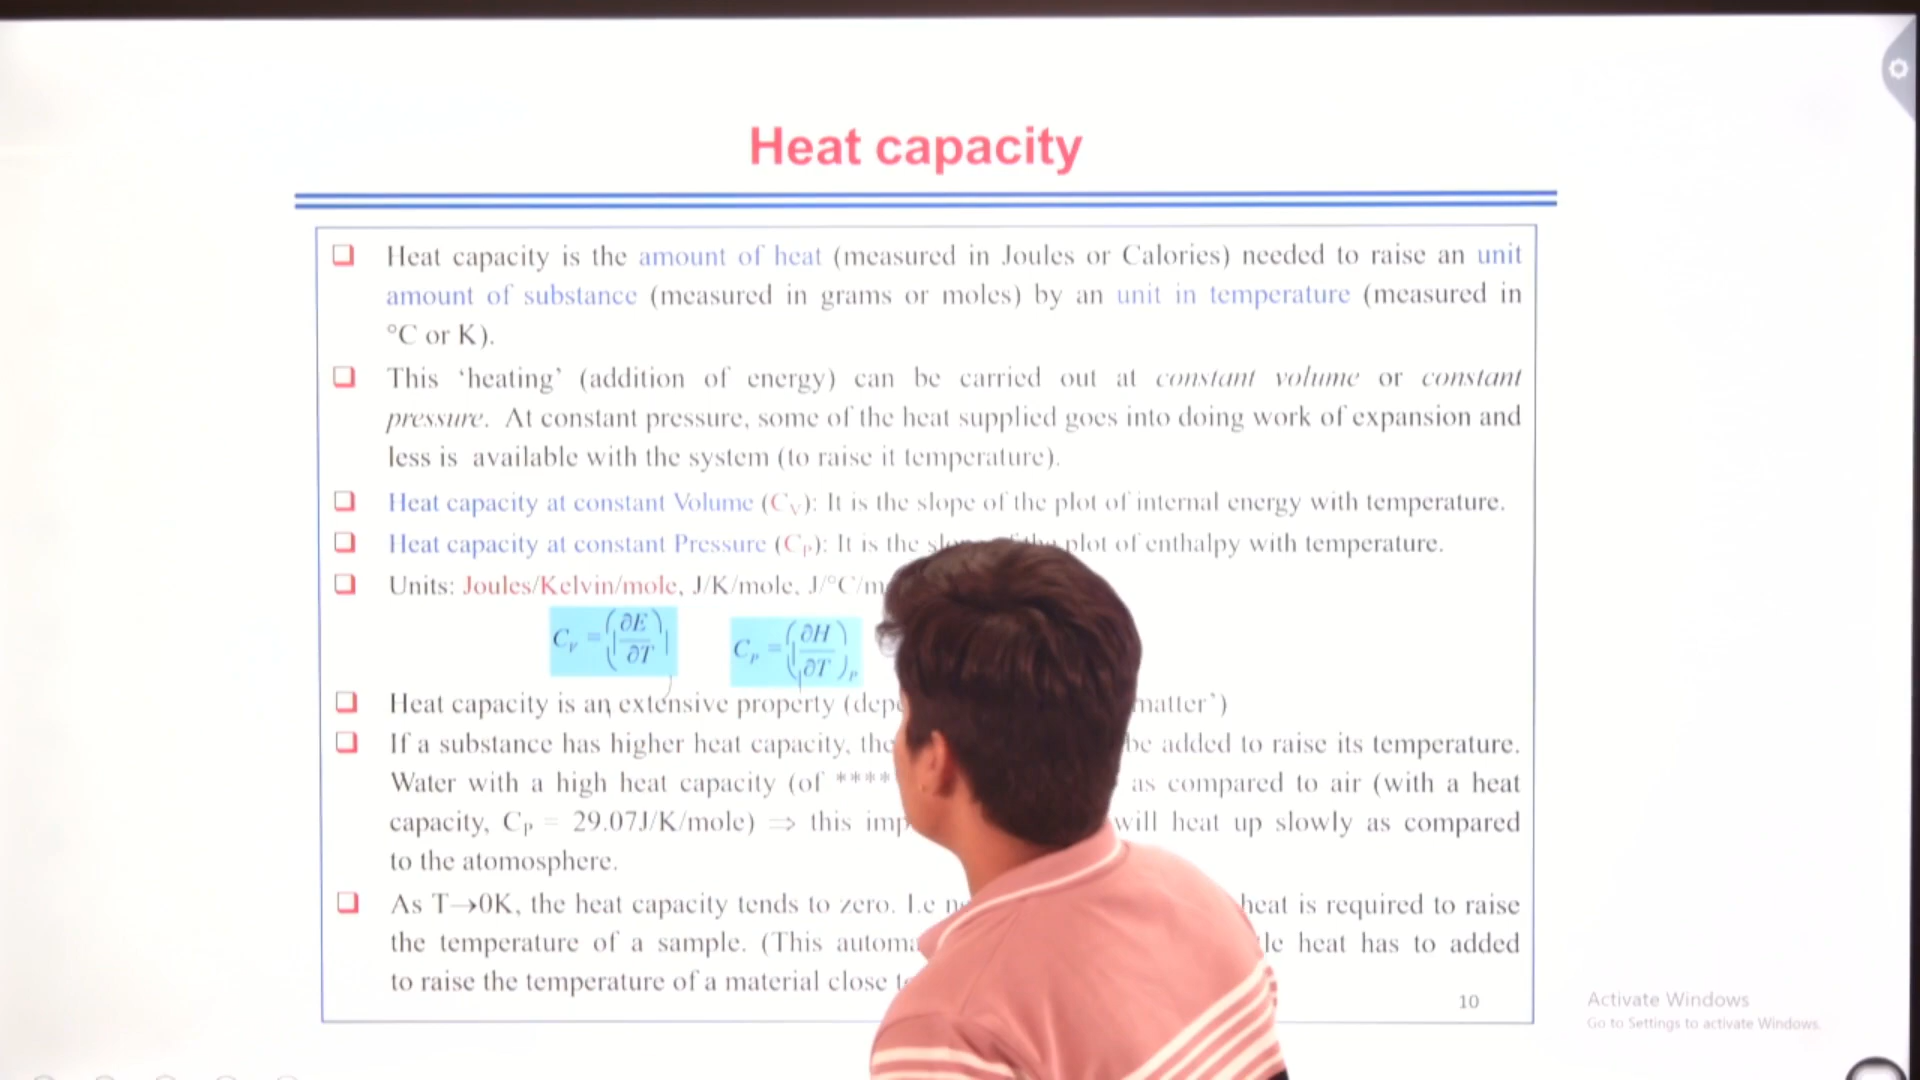 Heat capacity
Heat capacity is the amount of heat (measured in Joules or Calories) needed to raise an unit
amount of substance (measured in grams or moles) by an unit in temperature (measured in
°C or K).
This ‘heating’ (addition of energy) can be carried out at constant volume or constant
pressure. At constant pressure, some of the heat supplied goes into doing work of expansion and
less is available with the system (to raise it temperature).
Heat capacity at constant Volume (C_V): It is the slope of the plot of internal energy with temperature.
Heat capacity at constant Pressure (C_P): It is the plot of enthalpy with temperature.
Units: Joules/Kelvin/mole, J/K/mole, J/°C/m
C_V = (∂E/∂T) C_P = (∂H/∂T)_P
Heat capacity is an extensive property (depe matter’)
If a substance has higher heat capacity, the be added to raise its temperature.
Water with a high heat capacity (of **** as compared to air (with a heat
capacity, C_P = 29.07J/K/mole) ⇒ this imp will heat up slowly as compared
to the atomosphere.
As T→0K, the heat capacity tends to zero. I.e heat is required to raise
the temperature of a sample. (This automa le heat has to added
to raise the temperature of a material close
10
Activate Windows
Go to Settings to activate Windows.